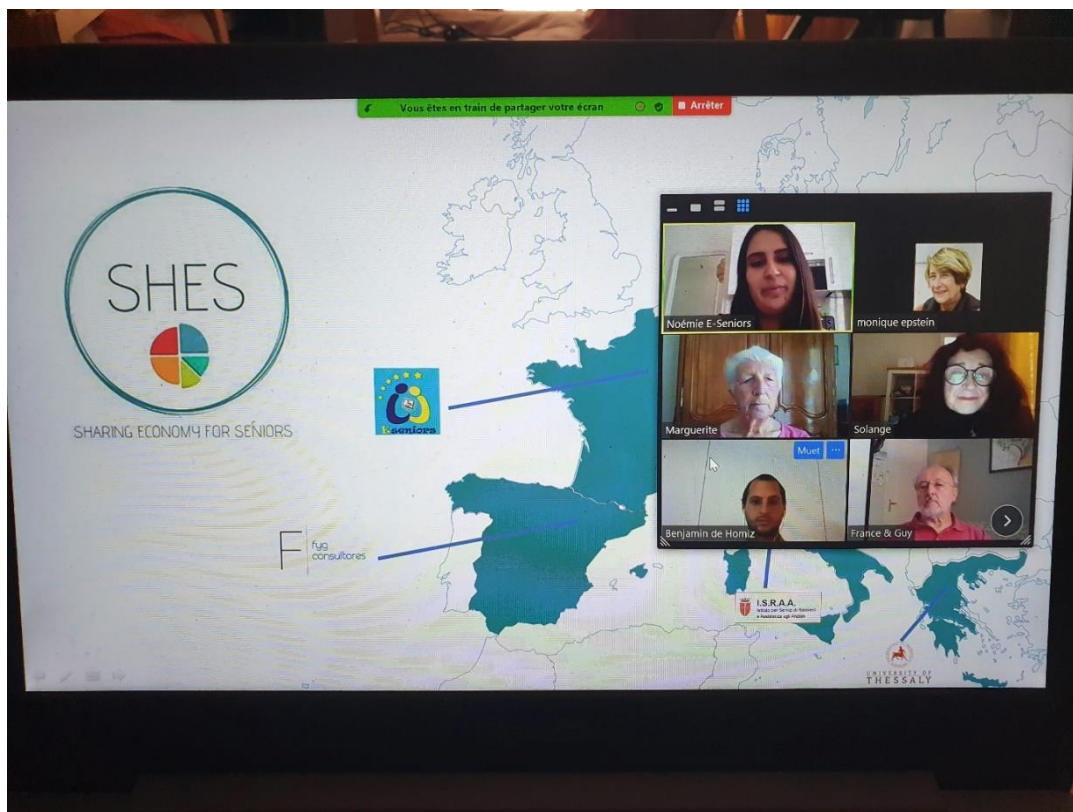 Vous êtes en train de partager votre écran
Arrêter
SHES
SHARING ECONOMY FOR SENIORS
e-seniors
F fyg
consultores
Noémie E-Seniors
monique epstein
Marguerite
Solange
Muet
Benjamin de Homiz
France & Guy
I.S.R.A.A.
UNIVERSITY OF
THESSALY